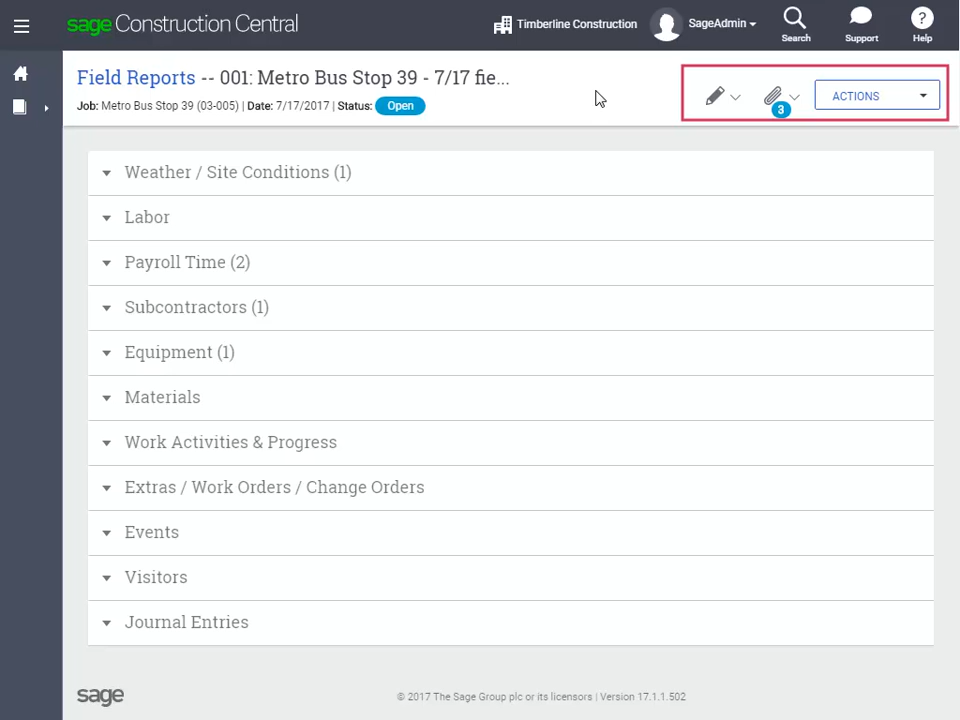 sage Construction Central
Timberline Construction
SageAdmin
Search
Support
?
Help
Field Reports -- 001: Metro Bus Stop 39 - 7/17 fie...
Job: Metro Bus Stop 39 (03-005) | Date: 7/17/2017 | Status: Open
3
ACTIONS
Weather / Site Conditions (1)
Labor
Payroll Time (2)
Subcontractors (1)
Equipment (1)
Materials
Work Activities & Progress
Extras / Work Orders / Change Orders
Events
Visitors
Journal Entries
sage
© 2017 The Sage Group plc or its licensors | Version 17.1.1.502